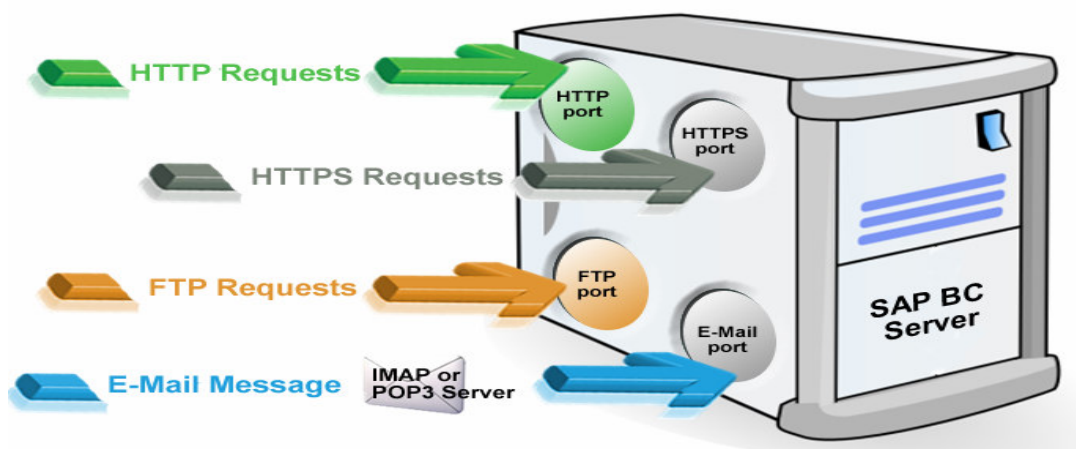 HTTP Requests
HTTP
port
HTTPS
port
HTTPS Requests
FTP Requests
FTP
port
SAP BC
Server
E-Mail
port
E-Mail Message
IMAP or
POP3 Server